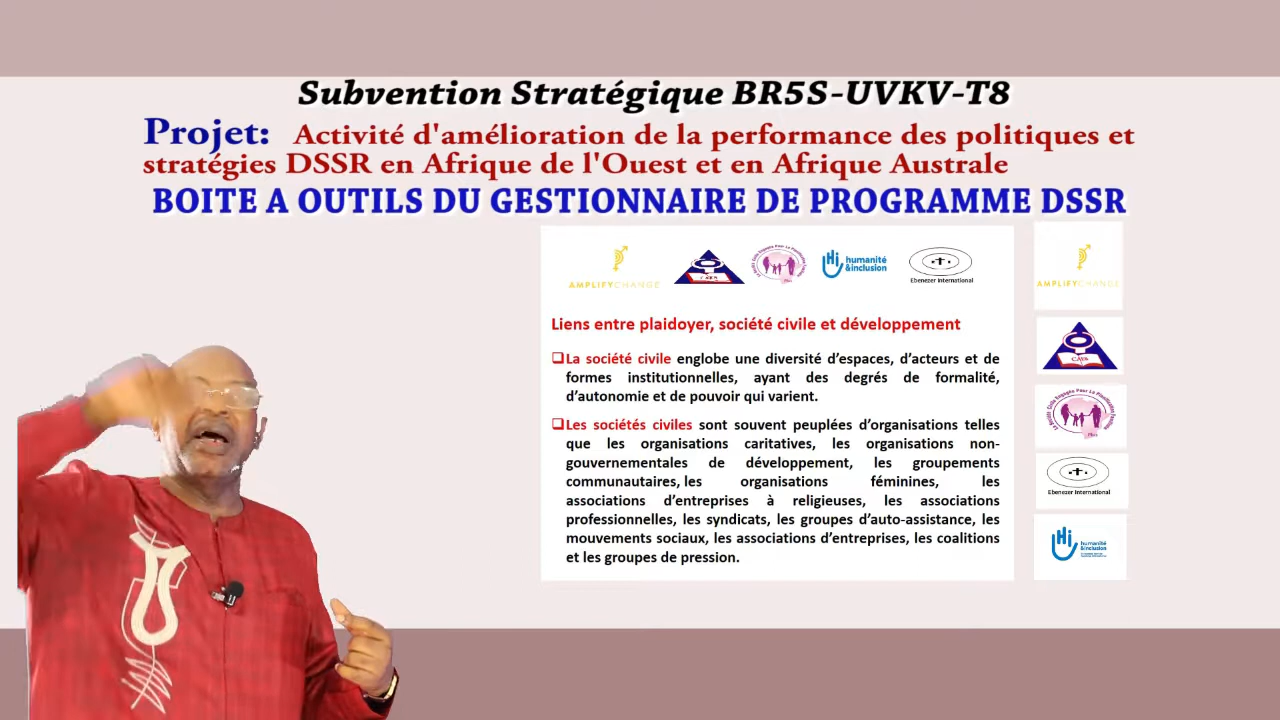 Subvention Stratégique BR5S-UVKV-T8
Projet: Activité d'amélioration de la performance des politiques et
stratégies DSSR en Afrique de l'Ouest et en Afrique Australe
BOITE A OUTILS DU GESTIONNAIRE DE PROGRAMME DSSR
AMPLIFYCHANGE
Hi humanité
&inclusion
Ebenezer International
Liens entre plaidoyer, société civile et développement
❑La société civile englobe une diversité d’espaces, d’acteurs et de
formes institutionnelles, ayant des degrés de formalité,
d’autonomie et de pouvoir qui varient.
❑Les sociétés civiles sont souvent peuplées d’organisations telles
que les organisations caritatives, les organisations non-
gouvernementales de développement, les groupements
communautaires, les organisations féminines, les
associations d’entreprises à religieuses, les associations
professionnelles, les syndicats, les groupes d’auto-assistance, les
mouvements sociaux, les associations d’entreprises, les coalitions
et les groupes de pression.
AMPLIFYCHANGE
Ebenezer International
Hi humanité
&inclusion